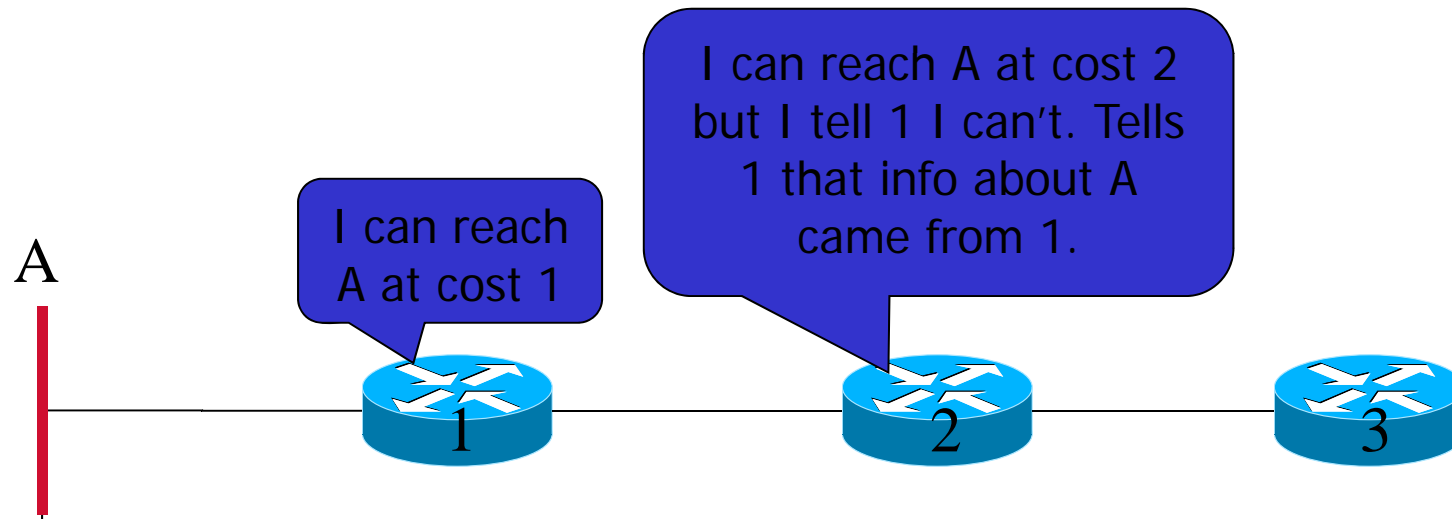 I can reach A at cost 2
but I tell 1 I can't. Tells
1 that info about A
came from 1.
I can reach
A at cost 1
A
1
2
3